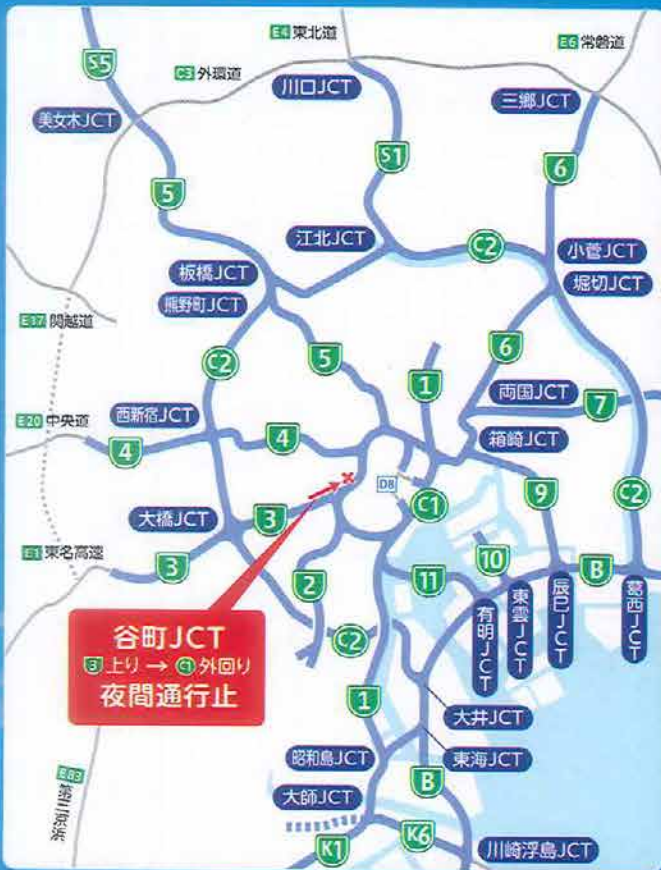 E4 東北道
E6 常磐道
S5
C3 外環道
川口JCT
三郷JCT
美女木JCT
S1
6
5
江北JCT
C2
小菅JCT
板橋JCT
堀切JCT
熊野町JCT
E17 関越道
C2
5
1
6
両国JCT
7
E20 中央道
西新宿JCT
4
4
箱崎JCT
D8
C1
9
C2
大橋JCT
3
E1 東名高速
3
2
11
10
B
谷町JCT
3 上り → C1 外回り
夜間通行止
C2
有明JCT
東雲JCT
辰巳JCT
葛西JCT
1
大井JCT
昭和島JCT
東海JCT
E83 第三京浜
大師JCT
B
K1
K6
川崎浮島JCT